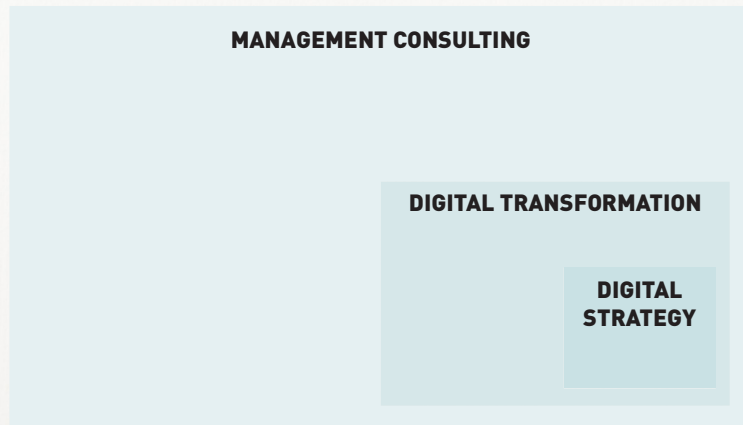 MANAGEMENT CONSULTING
DIGITAL TRANSFORMATION
DIGITAL
STRATEGY